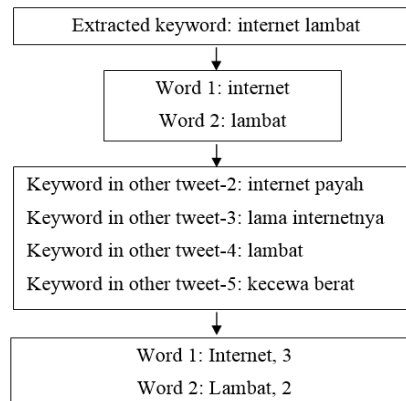 Extracted keyword: internet lambat
Word 1: internet
Word 2: lambat
Keyword in other tweet-2: internet payah
Keyword in other tweet-3: lama internetnya
Keyword in other tweet-4: lambat
Keyword in other tweet-5: kecewa berat
Word 1: Internet, 3
Word 2: Lambat, 2